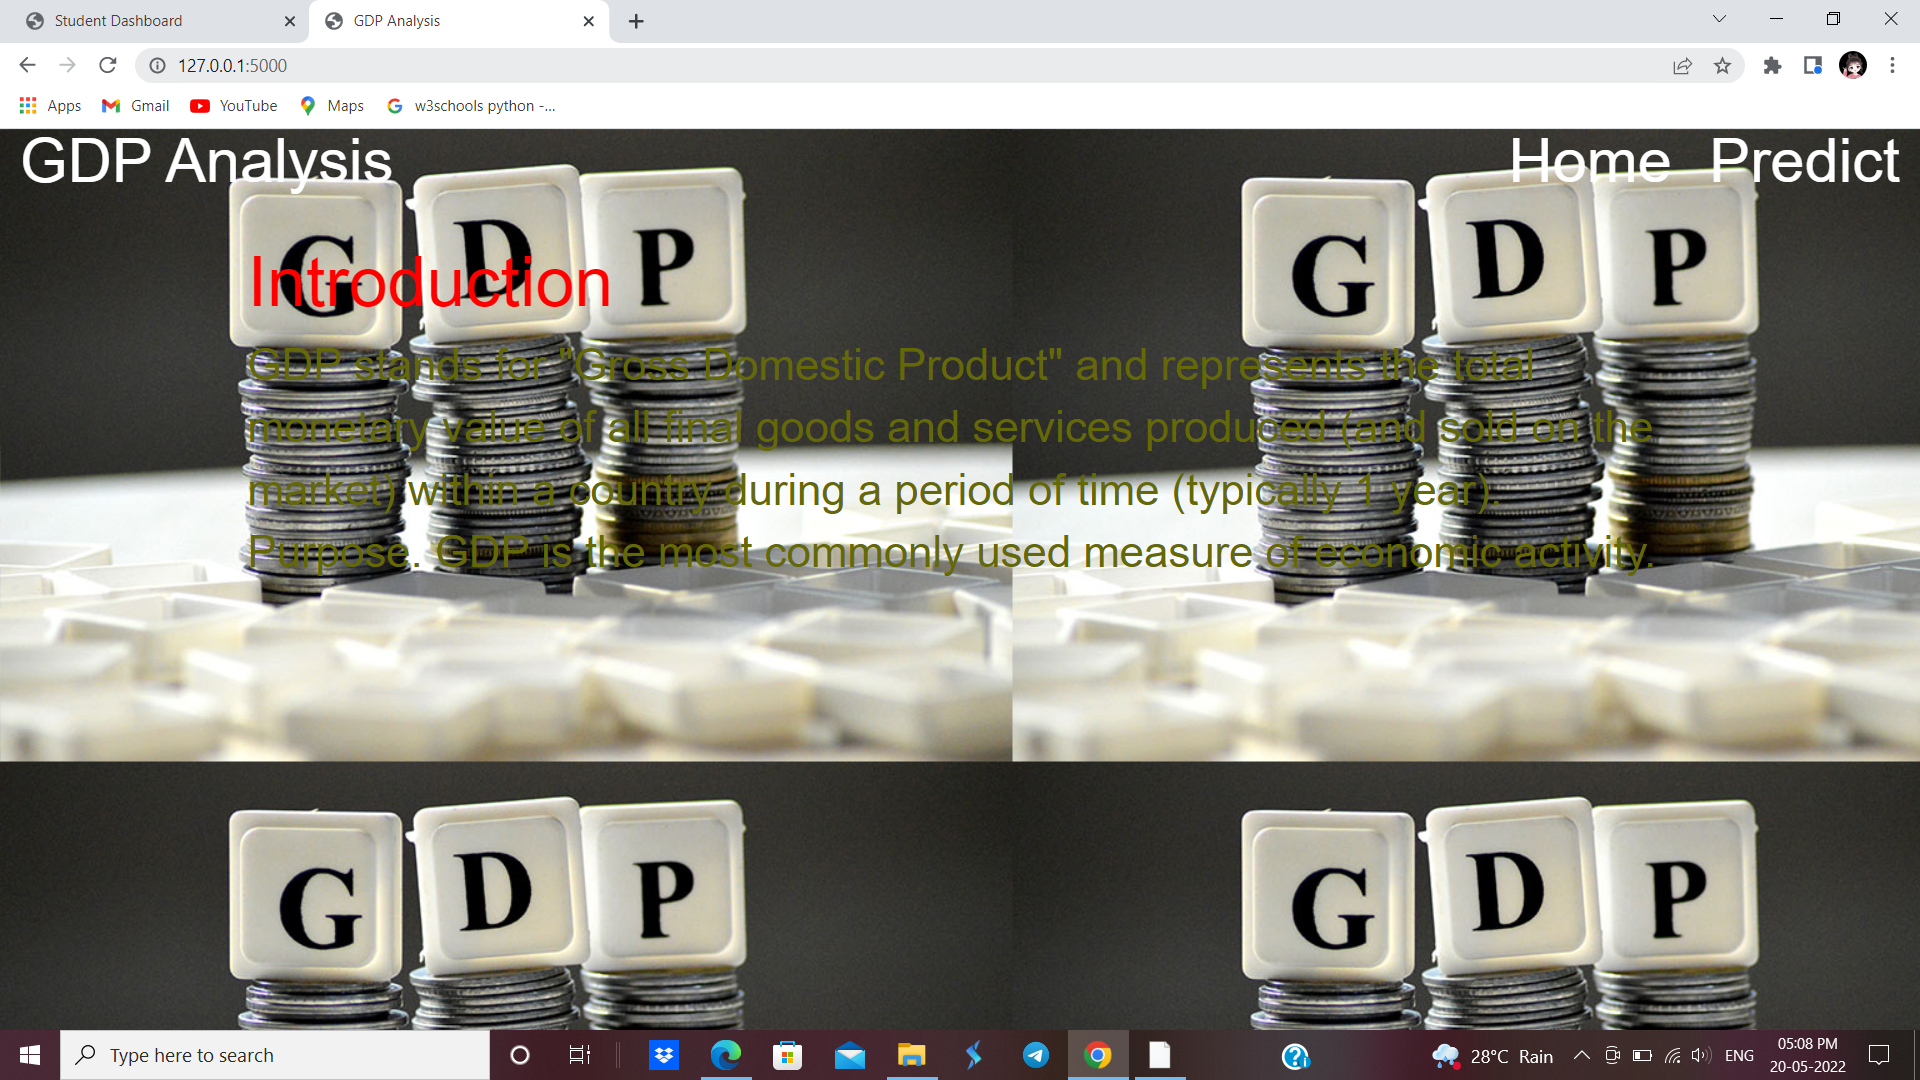 Student Dashboard
GDP Analysis
127.0.0.1:5000
Apps
Gmail
YouTube
Maps
w3schools python -...
GDP Analysis
Home Predict
G D P
G D P
Introduction
GDP stands for "Gross Domestic Product" and represents the total
monetary value of all final goods and services produced (and sold on the
market) within a country during a period of time (typically 1 year).
Purpose. GDP is the most commonly used measure of economic activity.
G D P
G D P
Type here to search
28°C Rain
ENG
05:08 PM
20-05-2022